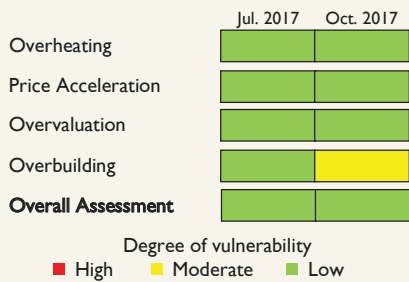 Jul. 2017 Oct. 2017
Overheating
Price Acceleration
Overvaluation
Overbuilding
Overall Assessment
Degree of vulnerability
High Moderate Low